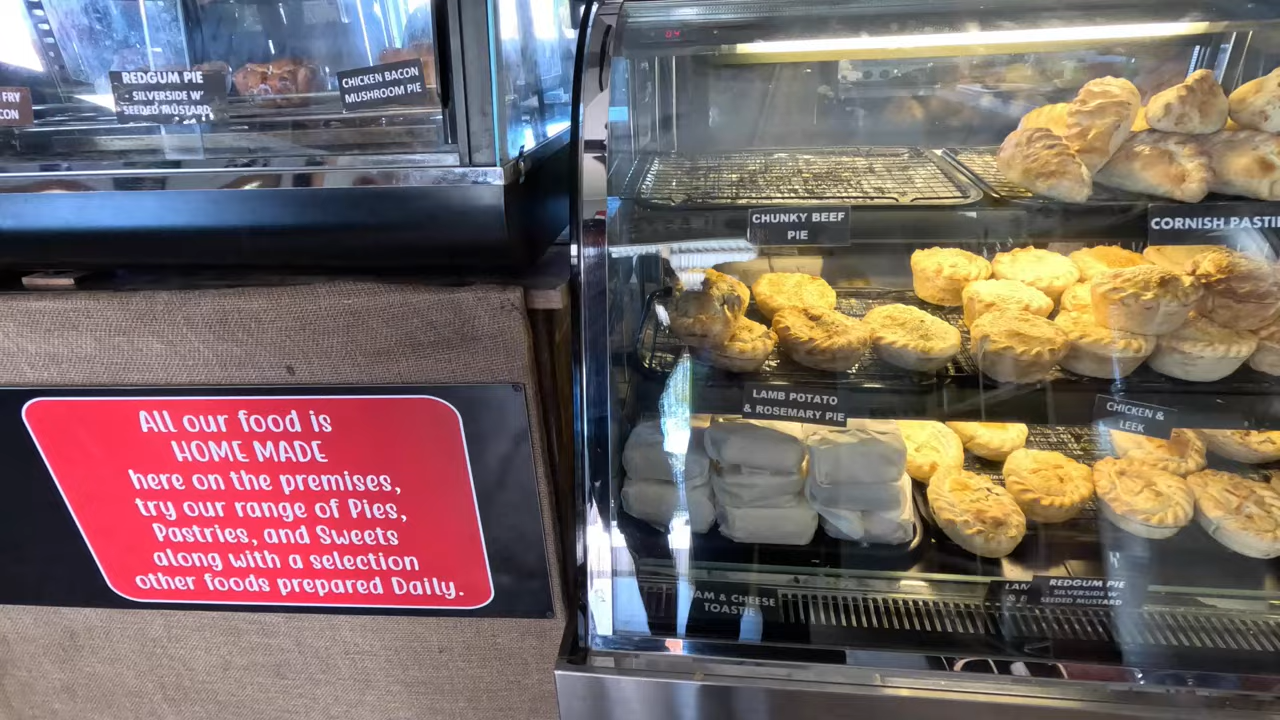 FRY
REDGUM PIE
- SILVERSIDE W'
SEEDED MUSTARD
CHICKEN BACON
MUSHROOM PIE
04
CHUNKY BEEF
PIE
CORNISH
LAMB POTATO
& ROSEMARY PIE
CHICKEN &
LEEK
& CHEESE
TOASTIE
REDGUM PIE
SILVERSIDE W'
SEEDED MUSTARD
All our food is
HOME MADE
here on the premises,
try our range of Pies,
Pastries, and Sweets
along with a selection
other foods prepared Daily.